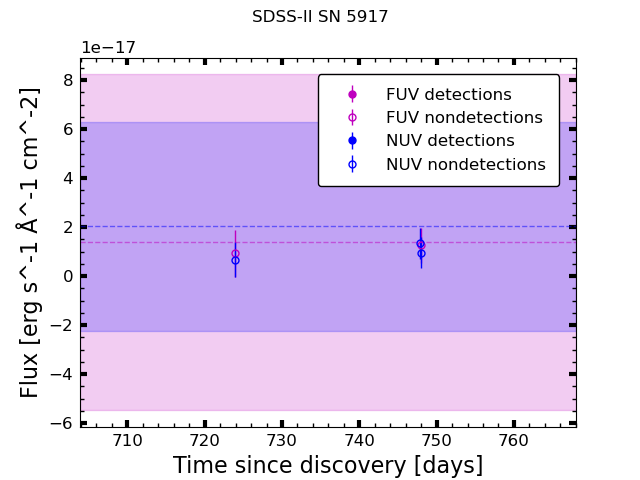 SDSS-II SN 5917
1e−17
8
6
4
2
0
−2
−4
−6
Flux [erg s^-1 Å^-1 cm^-2]
FUV detections
FUV nondetections
NUV detections
NUV nondetections
710 720 730 740 750 760
Time since discovery [days]